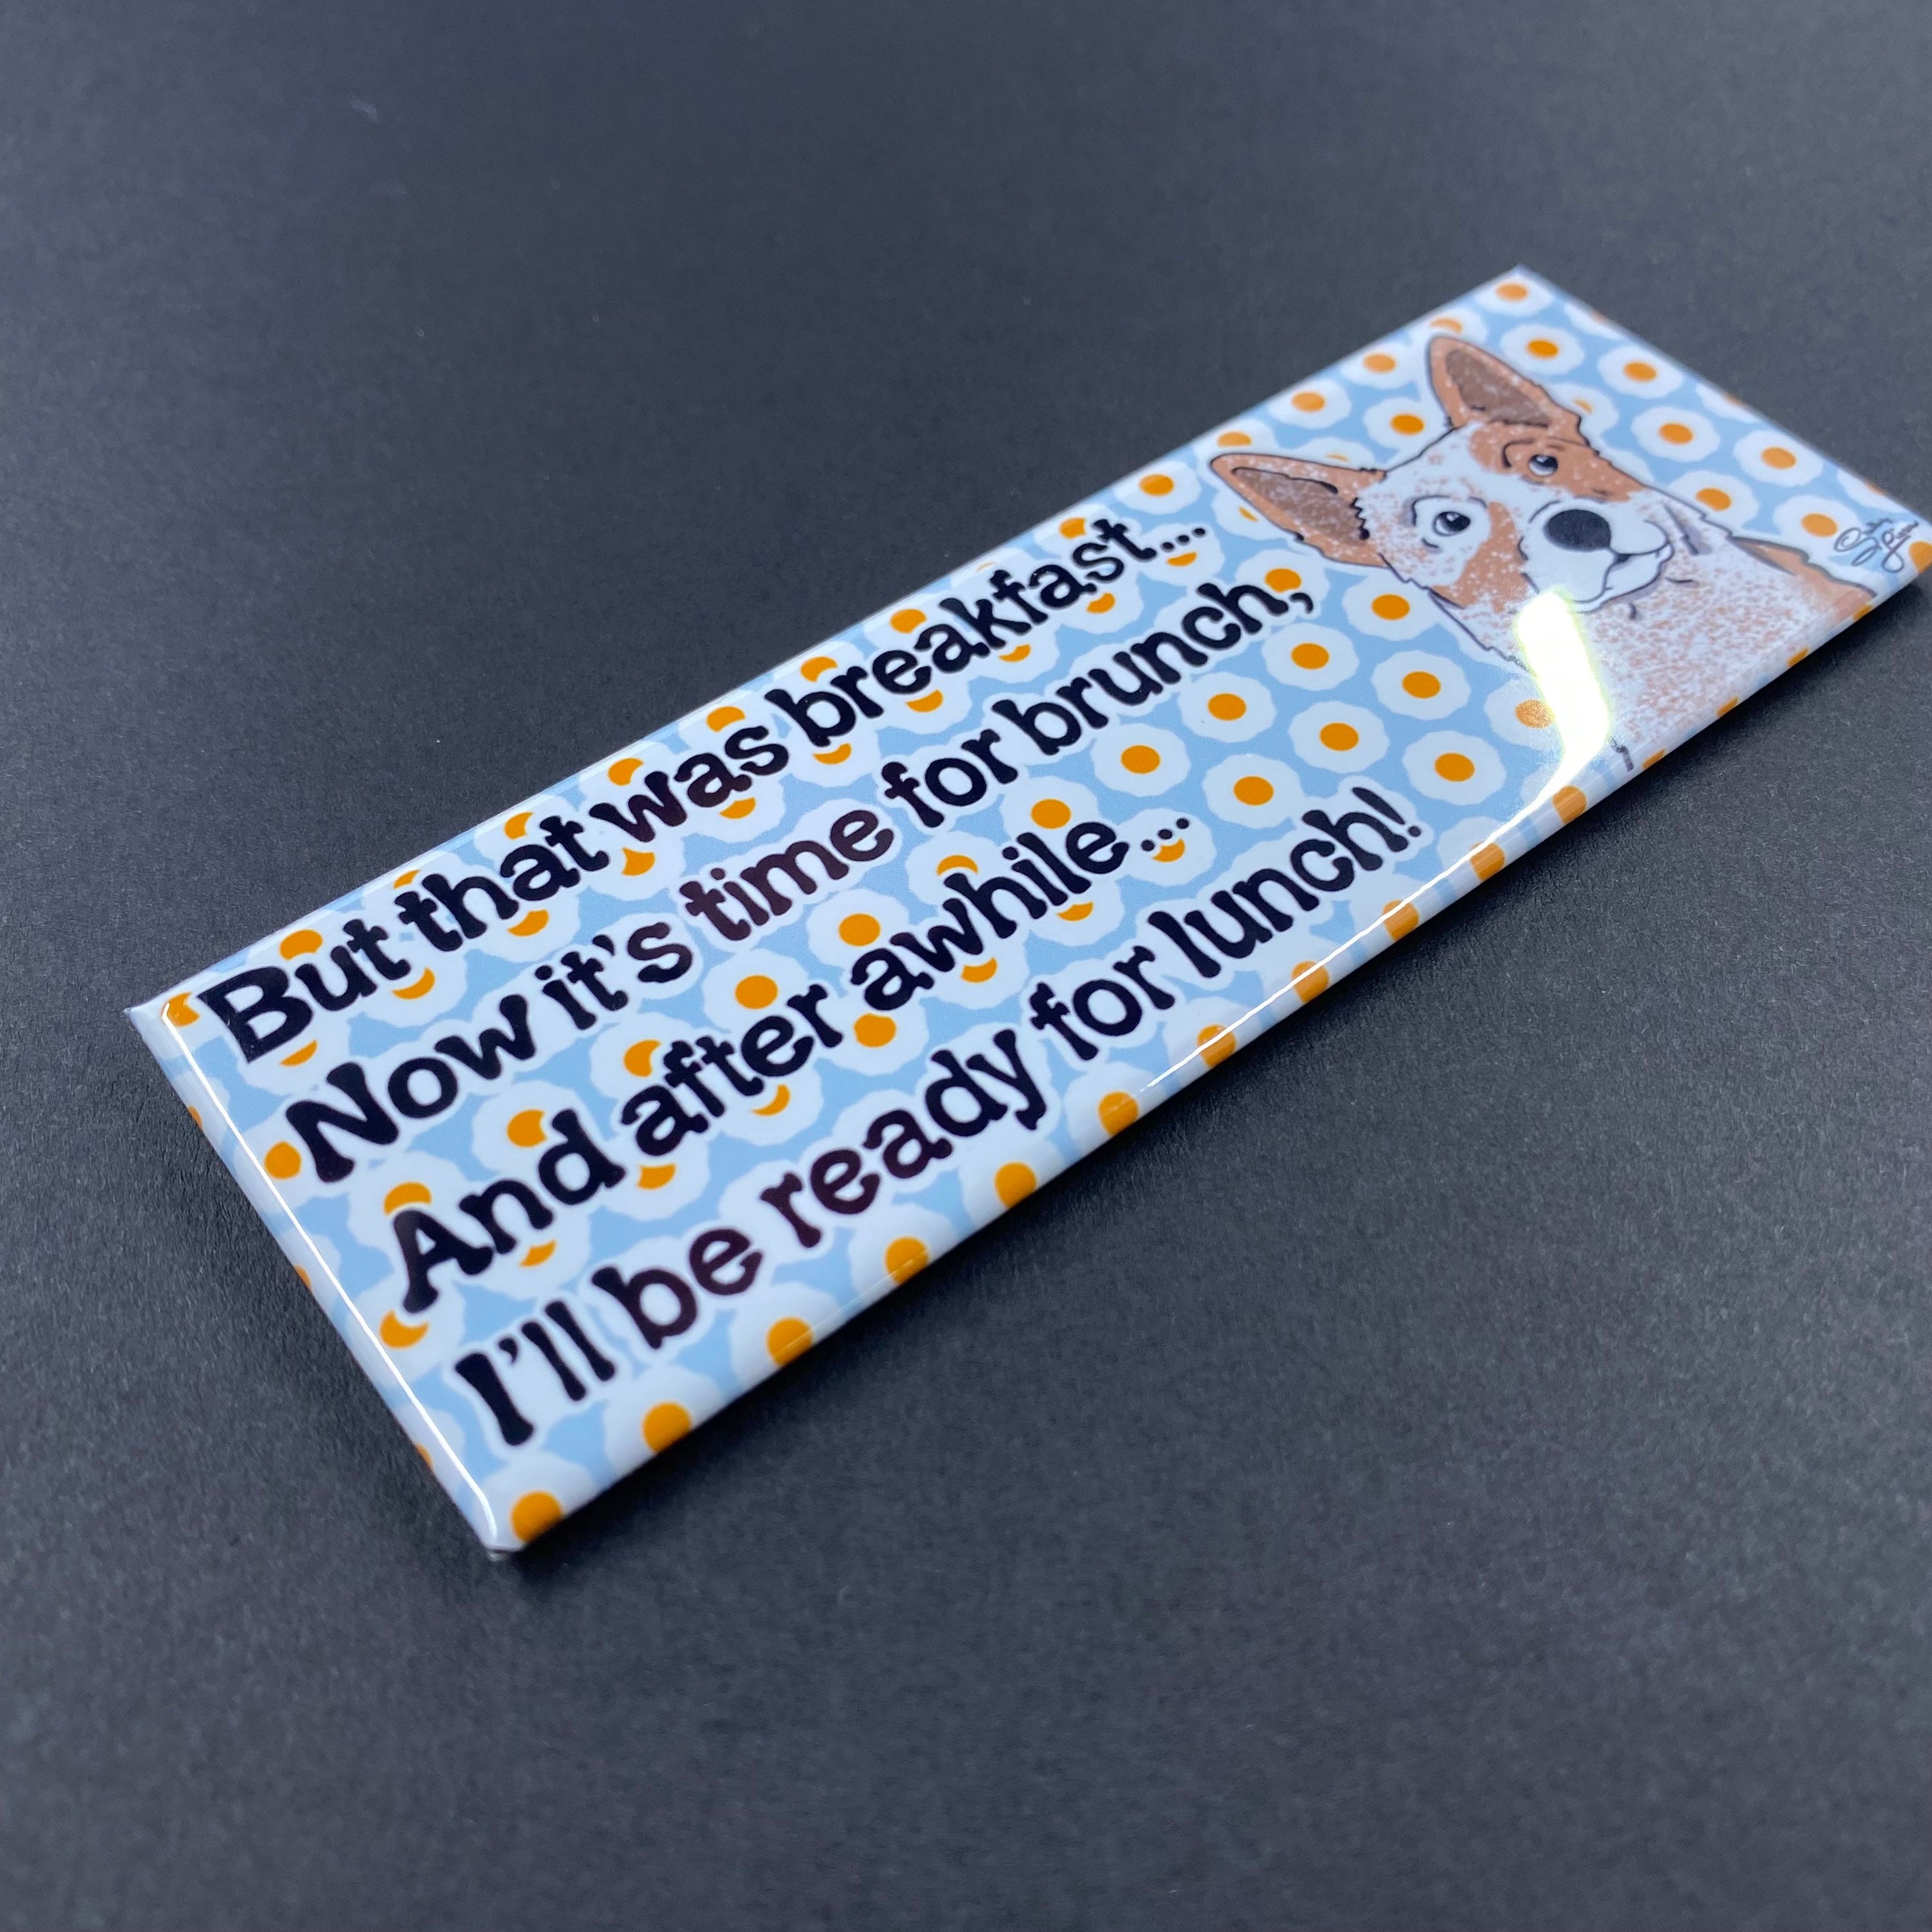 But that was breakfast...
Now it's time for brunch,
And after awhile...
I'll be ready for lunch!